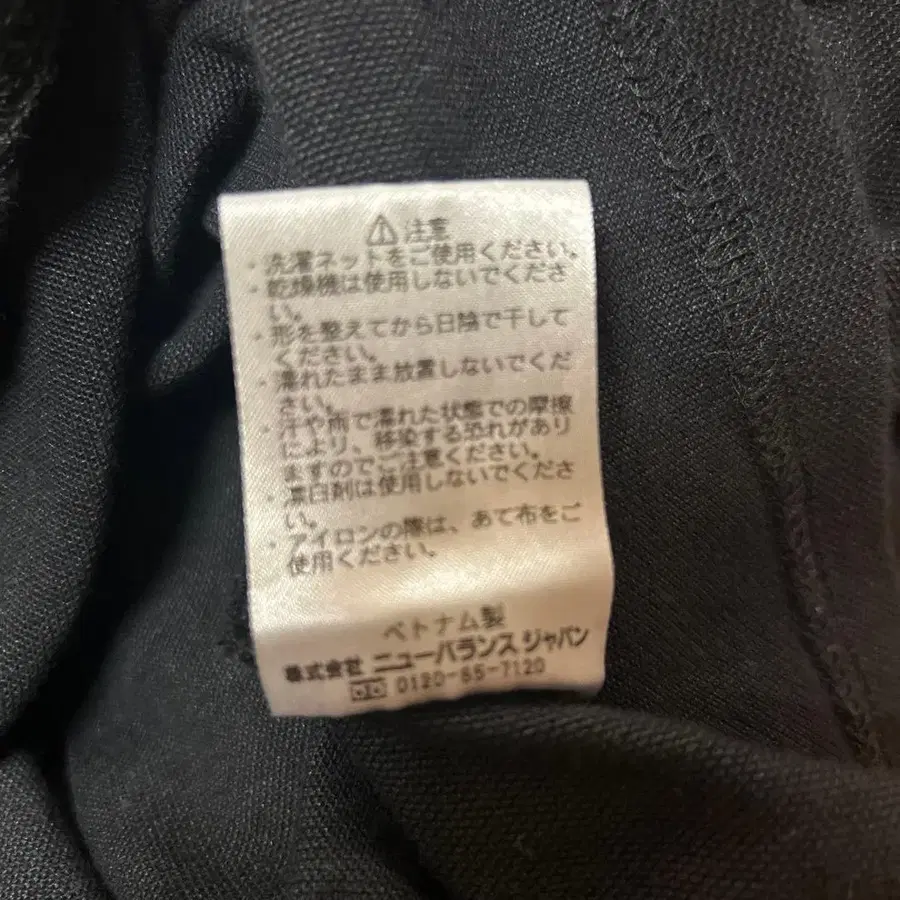 ⚠注意
・洗濯ネットをご使用ください。
・乾燥機は使用しないでくださ
い。
・形を整えてから日陰で干して
ください。
・濡れたまま放置しないでくだ
さい。
・汗や雨で濡れた状態での摩擦
により、移染する恐れがあり
ますのでご注意ください。
・漂白剤は使用しないでくださ
い。
・アイロンの際は、あて布をご
使用ください。
ベトナム製
株式会社 ニューバランス ジャパン
0120-85-7120